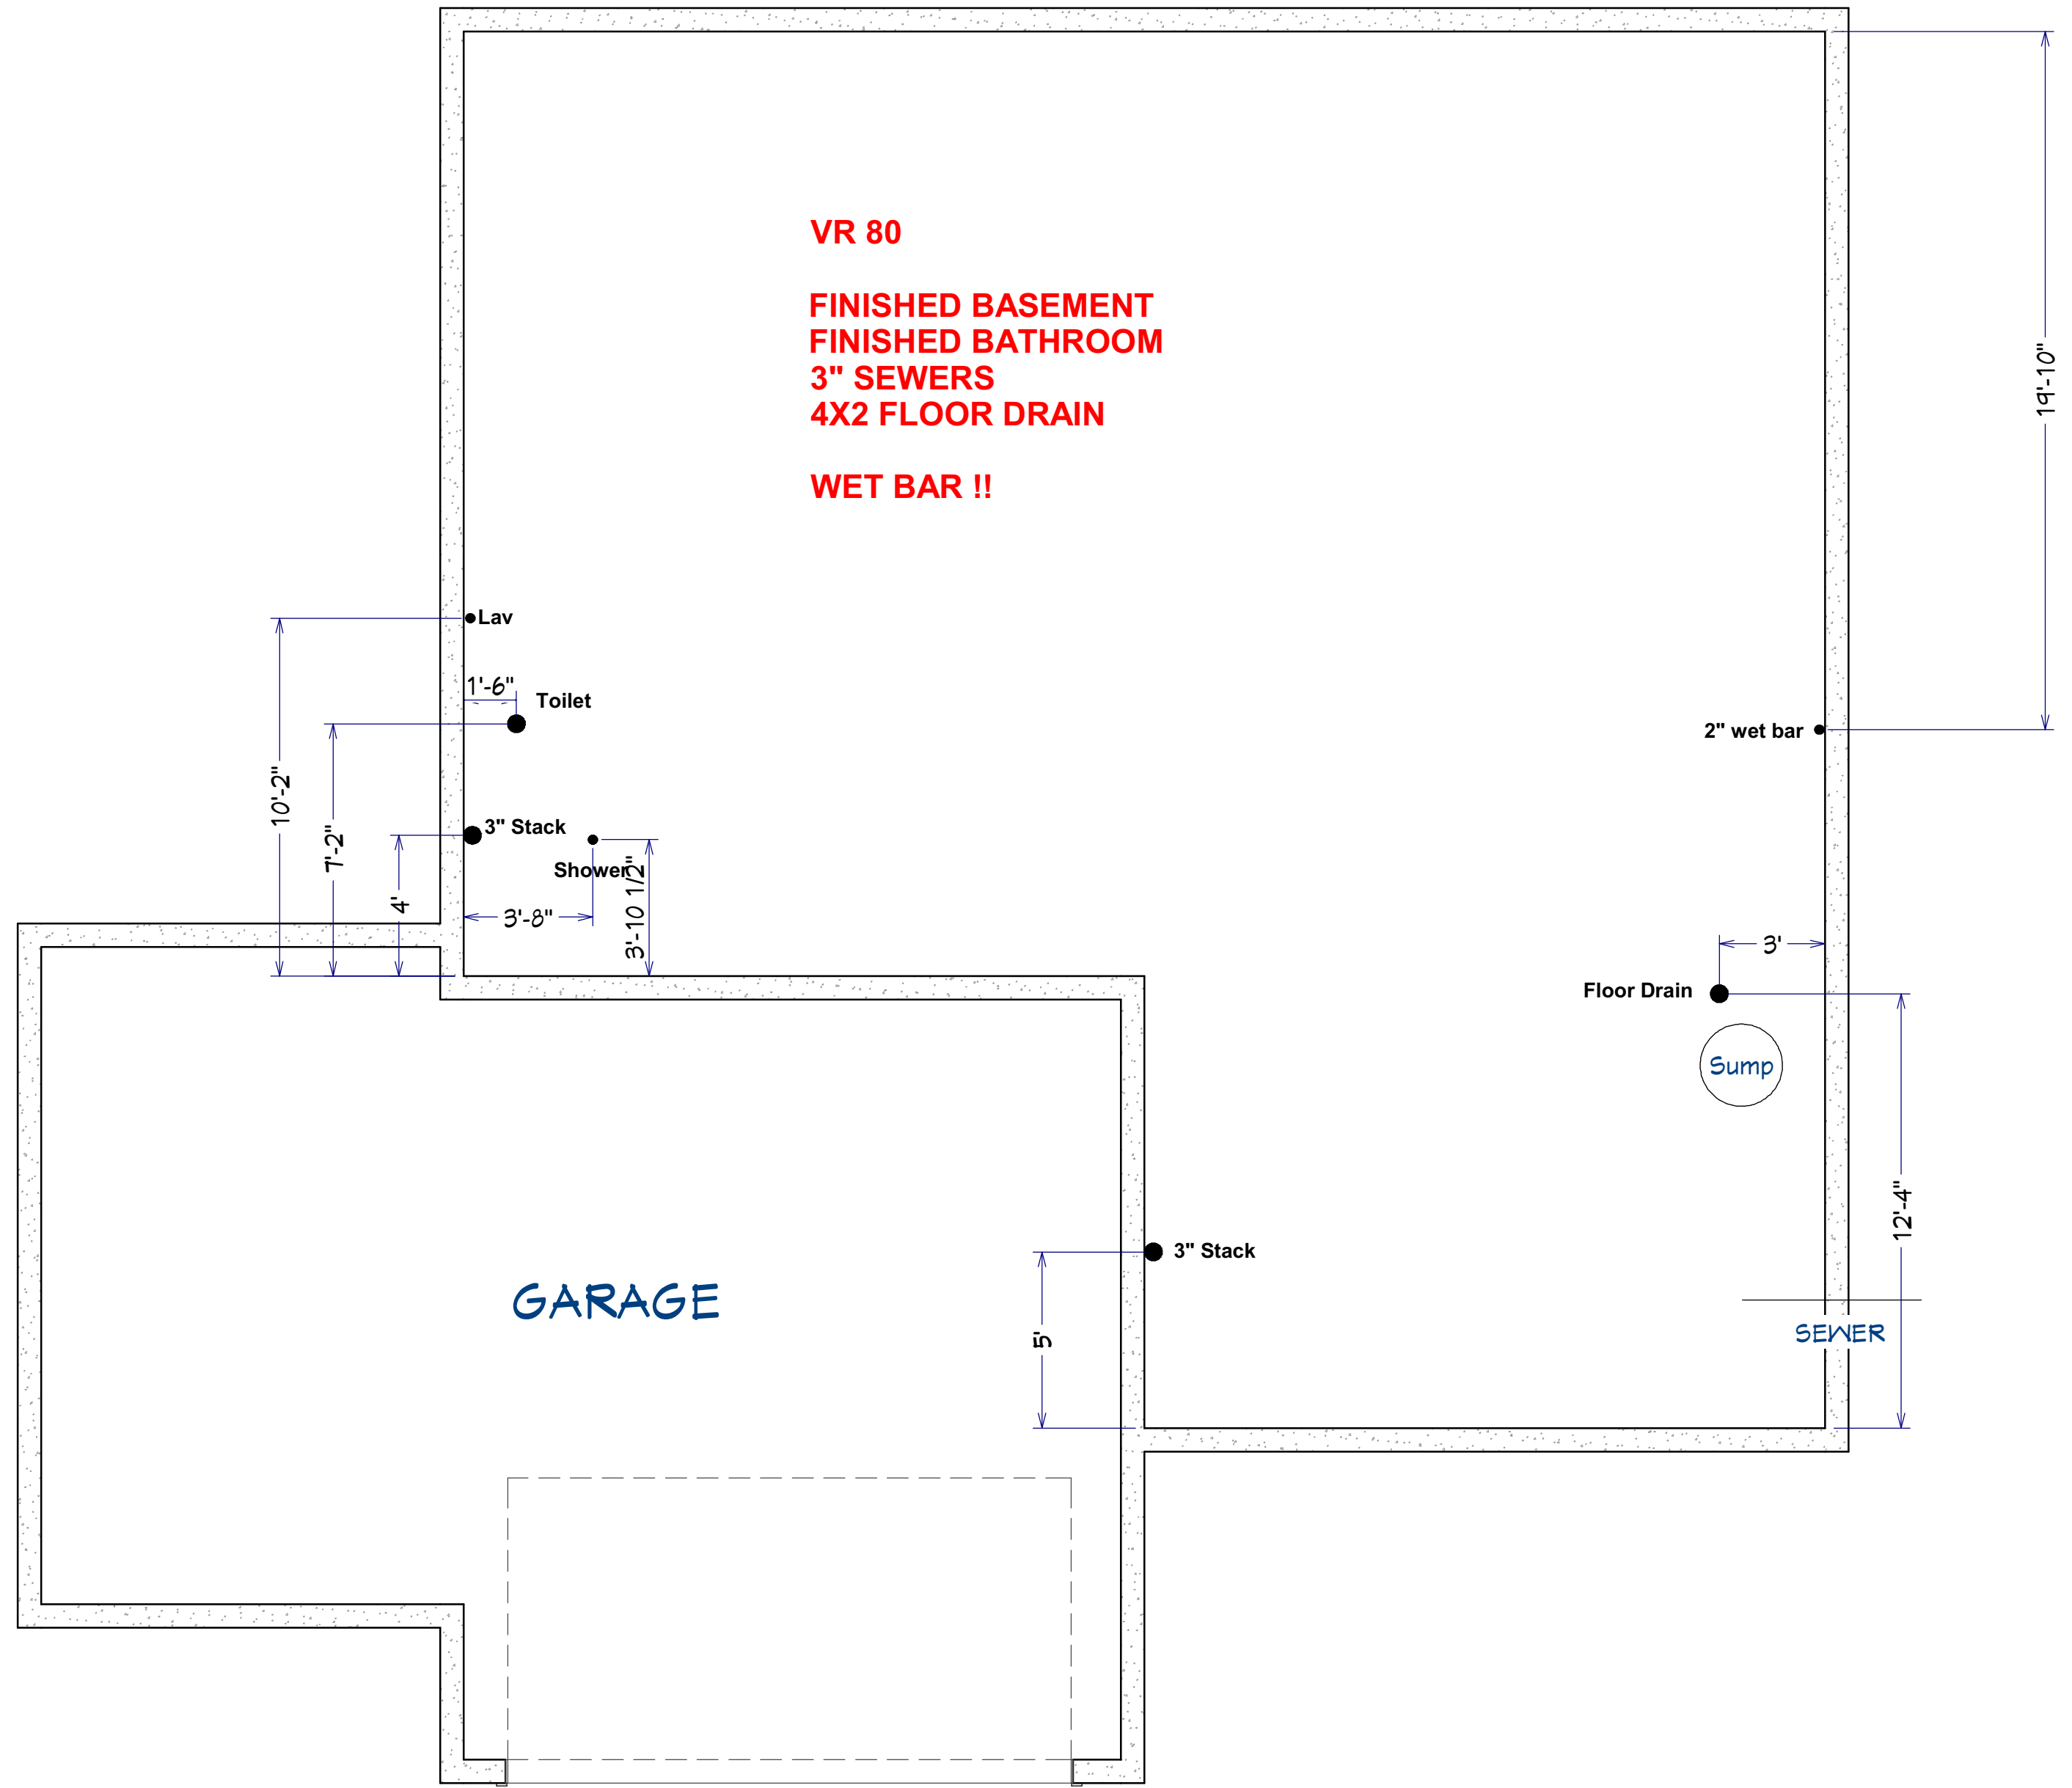 VR 80
FINISHED BASEMENT
FINISHED BATHROOM
3" SEWERS
4X2 FLOOR DRAIN
WET BAR !!
19'-10"
Lav
1'-6"
Toilet
2" wet bar
10'-2"
7'-2"
3" Stack
Shower
4'
3'-8"
3'-10 1/2"
3'
Floor Drain
Sump
12'-4"
3" Stack
GARAGE
5'
SEWER